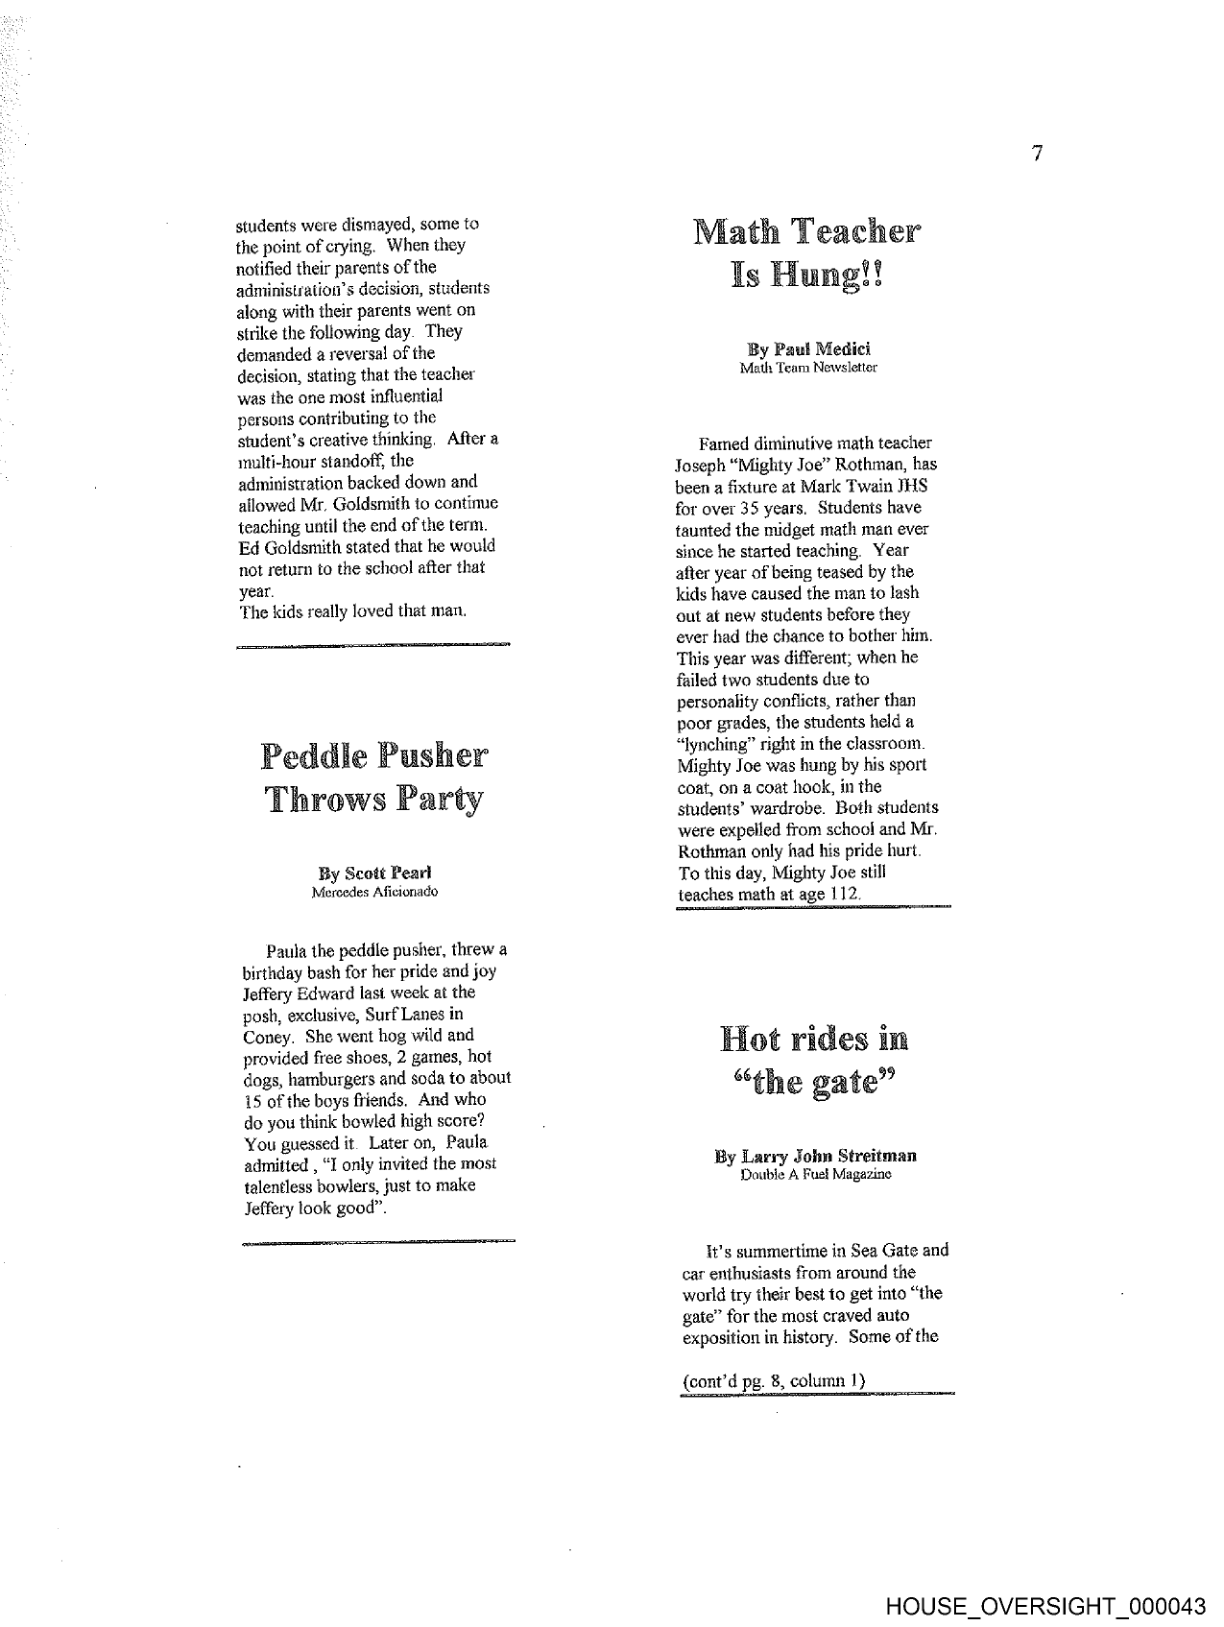 7
students were dismayed, some to
the point of crying. When they
notified their parents of the
administration's decision, students
along with their parents went on
strike the following day. They
demanded a reversal of the
decision, stating that the teacher
was the one most influential
persons contributing to the
student's creative thinking. After a
multi-hour standoff, the
administration backed down and
allowed Mr. Goldsmith to continue
teaching until the end of the term.
Ed Goldsmith stated that he would
not return to the school after that
year.
The kids really loved that man.
Peddle Pusher
Throws Party
By Scott Pearl
Mercedes Aficionado
Paula the peddle pusher, threw a
birthday bash for her pride and joy
Jeffery Edward last week at the
posh, exclusive, Surf Lanes in
Coney. She went hog wild and
provided free shoes, 2 games, hot
dogs, hamburgers and soda to about
15 of the boys friends. And who
do you think bowled high score?
You guessed it. Later on, Paula
admitted , "I only invited the most
talentless bowlers, just to make
Jeffery look good".
Math Teacher
Is Hung!!
By Paul Medici
Math Team Newsletter
Famed diminutive math teacher
Joseph "Mighty Joe" Rothman, has
been a fixture at Mark Twain JHS
for over 35 years. Students have
taunted the midget math man ever
since he started teaching. Year
after year of being teased by the
kids have caused the man to lash
out at new students before they
ever had the chance to bother him.
This year was different; when he
failed two students due to
personality conflicts, rather than
poor grades, the students held a
"lynching" right in the classroom.
Mighty Joe was hung by his sport
coat, on a coat hook, in the
students' wardrobe. Both students
were expelled from school and Mr.
Rothman only had his pride hurt.
To this day, Mighty Joe still
teaches math at age 112.
Hot rides in
"the gate"
By Larry John Streitman
Double A Fuel Magazine
It's summertime in Sea Gate and
car enthusiasts from around the
world try their best to get into "the
gate" for the most craved auto
exposition in history. Some of the
(cont'd pg. 8, column 1)
HOUSE_OVERSIGHT_000043